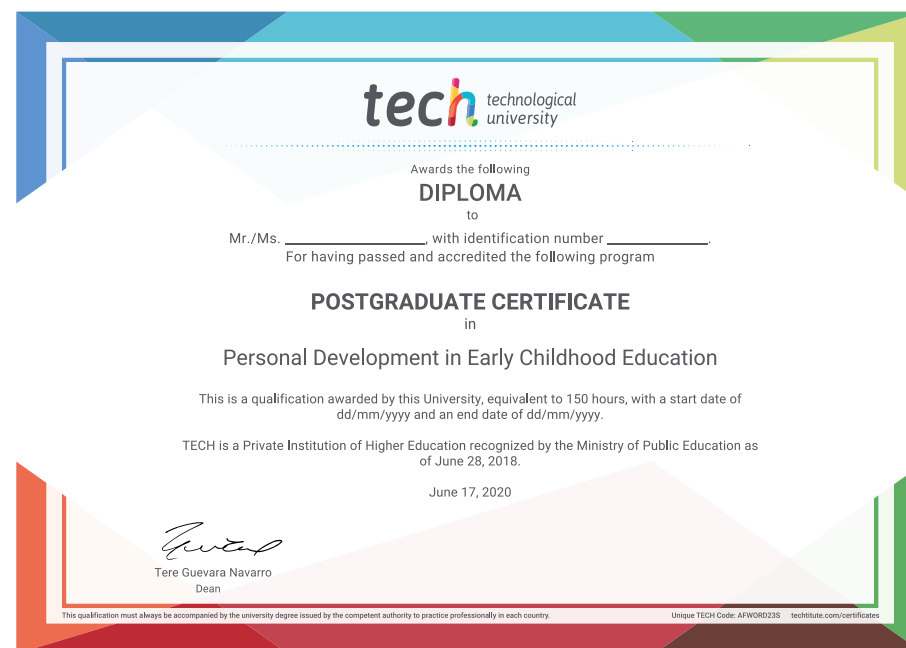 tech technological
university
Awards the following
DIPLOMA
to
Mr./Ms. ________________, with identification number ____________.
For having passed and accredited the following program
POSTGRADUATE CERTIFICATE
in
Personal Development in Early Childhood Education
This is a qualification awarded by this University, equivalent to 150 hours, with a start date of
dd/mm/yyyy and an end date of dd/mm/yyyy.
TECH is a Private Institution of Higher Education recognized by the Ministry of Public Education as
of June 28, 2018.
June 17, 2020
Tere Guevara Navarro
Dean
This qualification must always be accompanied by the university degree issued by the competent authority to practice professionally in each country.
Unique TECH Code: AFWORD23S techtitute.com/certificates